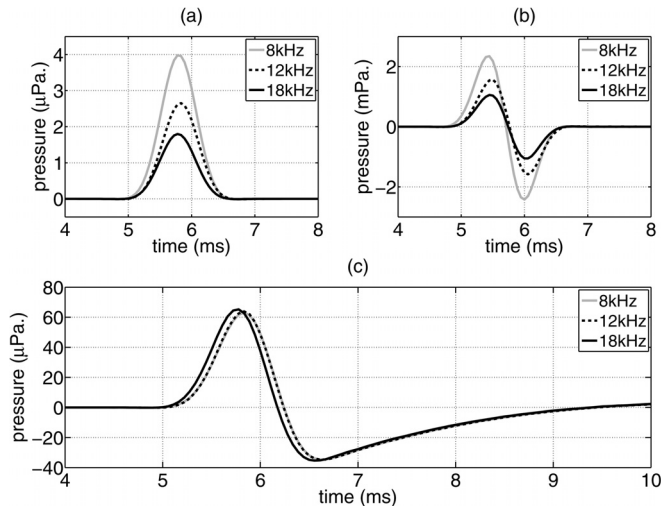 (a)
pressure (µPa.)
4
3
2
1
0
8kHz
12kHz
18kHz
4 5 6 7 8
time (ms)
(b)
pressure (mPa.)
2
0
−2
8kHz
12kHz
18kHz
4 5 6 7 8
time (ms)
(c)
pressure (µPa.)
80
60
40
20
0
−20
−40
8kHz
12kHz
18kHz
4 5 6 7 8 9 10
time (ms)